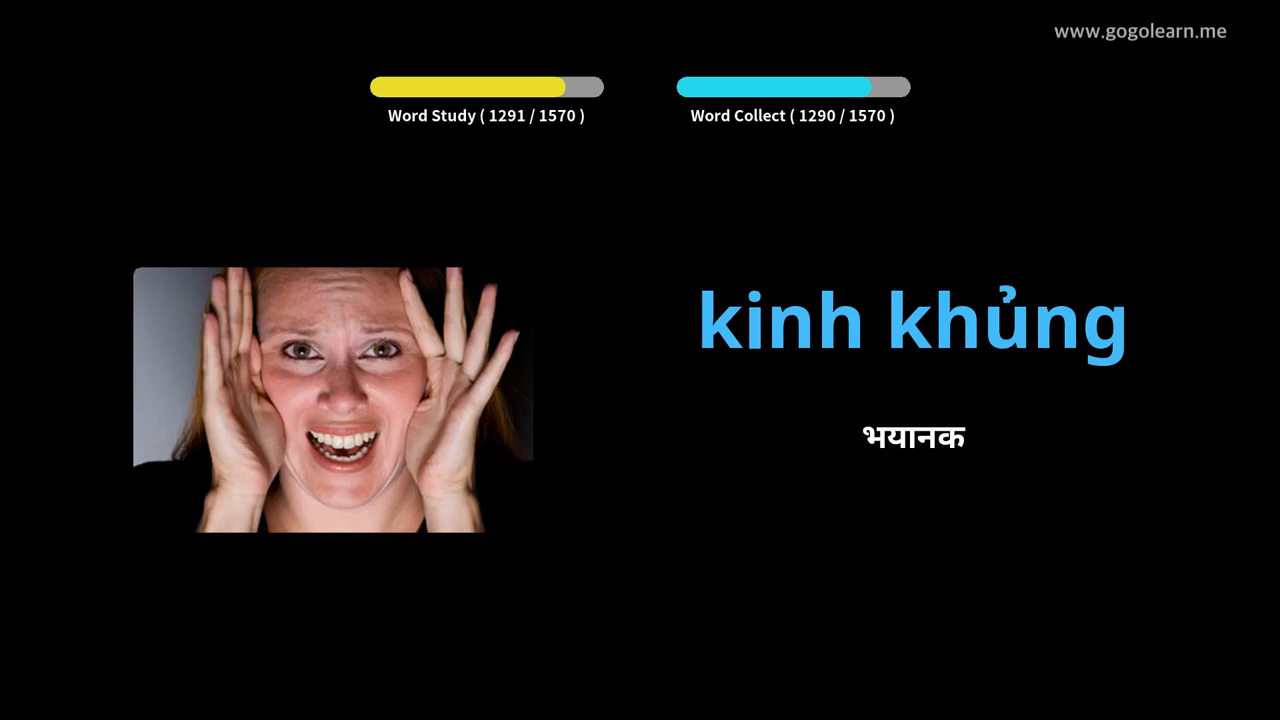 www.gogolearn.me
Word Study ( 1291 / 1570 )
Word Collect ( 1290 / 1570 )
kinh khủng
भयानक